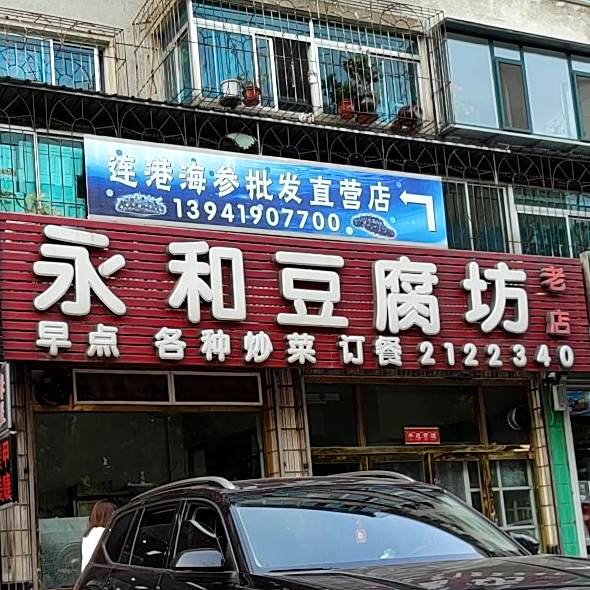 连港海参批发直营店
13941907700
永和豆腐坊
老店
早点 各种炒菜 订餐 2122340